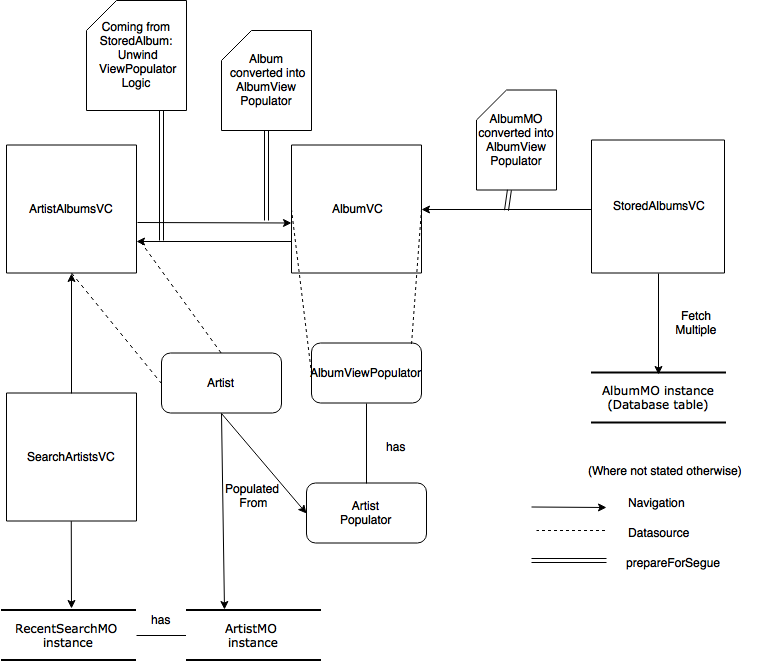 Coming from
StoredAlbum:
Unwind
ViewPopulator
Logic
Album
converted into
AlbumView
Populator
AlbumMO
converted into
AlbumView
Populator
ArtistAlbumsVC
AlbumVC
StoredAlbumsVC
Fetch
Multiple
Artist
AlbumViewPopulator
AlbumMO instance
(Database table)
SearchArtistsVC
has
Populated
From
Artist
Populator
(Where not stated otherwise)
Navigation
Datasource
prepareForSegue
RecentSearchMO
instance
has
ArtistMO
instance